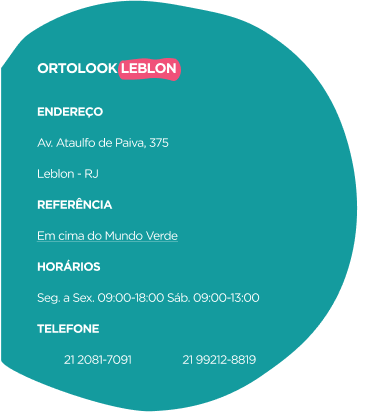 ORTOLOOK LEBLON
ENDEREÇO
Av. Ataulfo de Paiva, 375
Leblon - RJ
REFERÊNCIA
Em cima do Mundo Verde
HORÁRIOS
Seg. a Sex. 09:00-18:00 Sáb. 09:00-13:00
TELEFONE
21 2081-7091 21 99212-8819